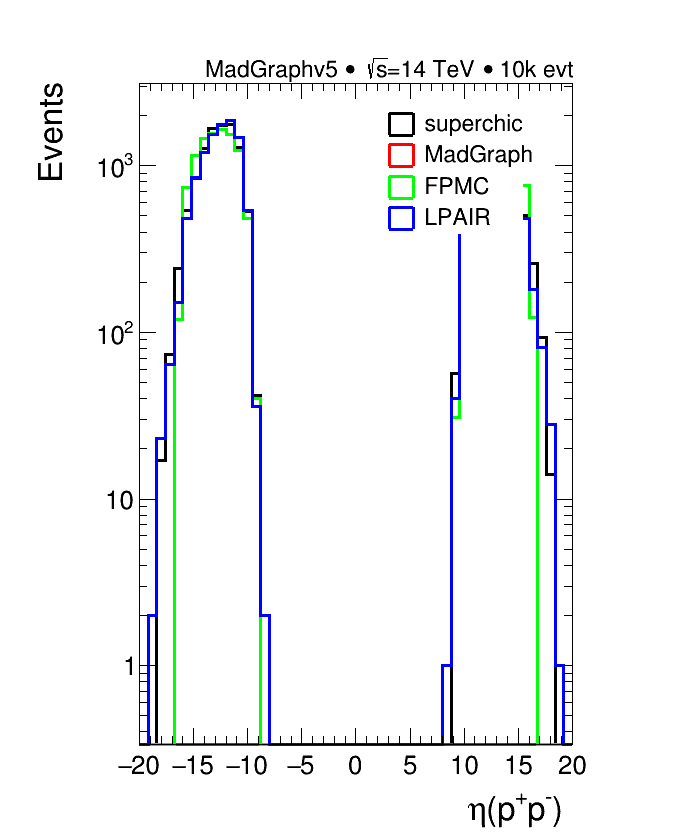 MadGraphv5 • √s=14 TeV • 10k evt
Events
superchic
MadGraph
FPMC
LPAIR
10³
10²
10
1
−20 −15 −10 −5 0 5 10 15 20
η(p⁺p⁻)